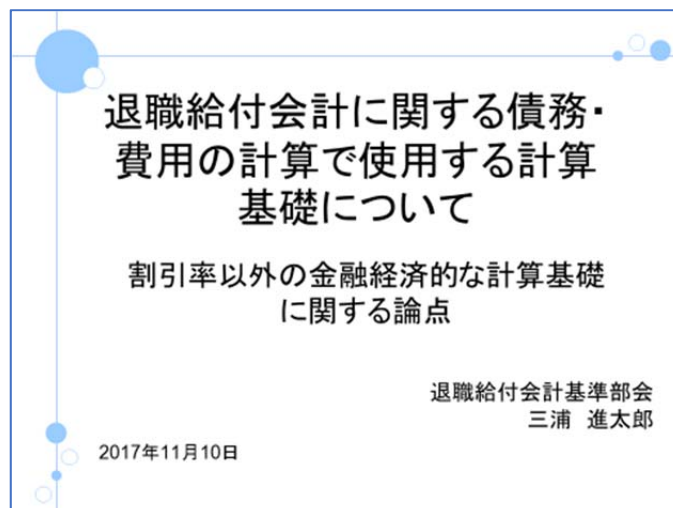 退職給付会計に関する債務・
費用の計算で使用する計算
基礎について
割引率以外の金融経済的な計算基礎
に関する論点
退職給付会計基準部会
三浦　進太郎
2017年11月10日